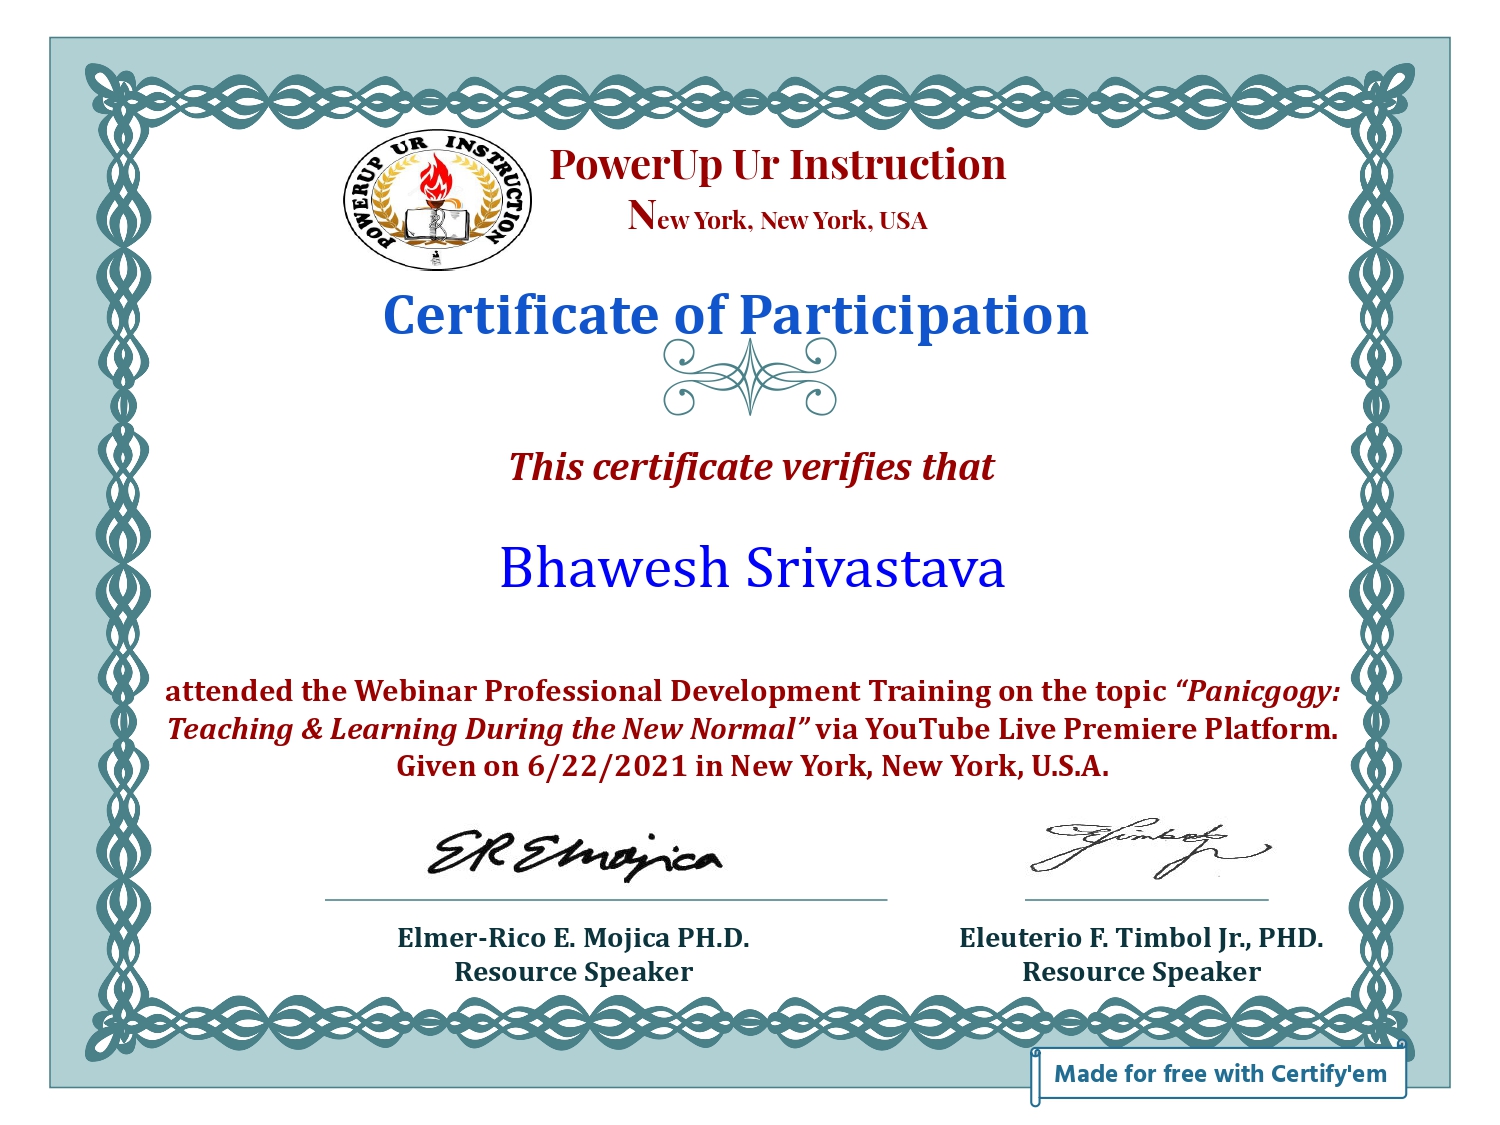 POWERUP UR INSTRUCTION
PowerUp Ur Instruction
New York, New York, USA
Certificate of Participation
This certificate verifies that
Bhawesh Srivastava
attended the Webinar Professional Development Training on the topic “Panicgogy:
Teaching & Learning During the New Normal” via YouTube Live Premiere Platform.
Given on 6/22/2021 in New York, New York, U.S.A.
ER EMojica
Elmer-Rico E. Mojica PH.D.
Resource Speaker
Eleuterio F. Timbol Jr., PHD.
Resource Speaker
Made for free with Certify'em